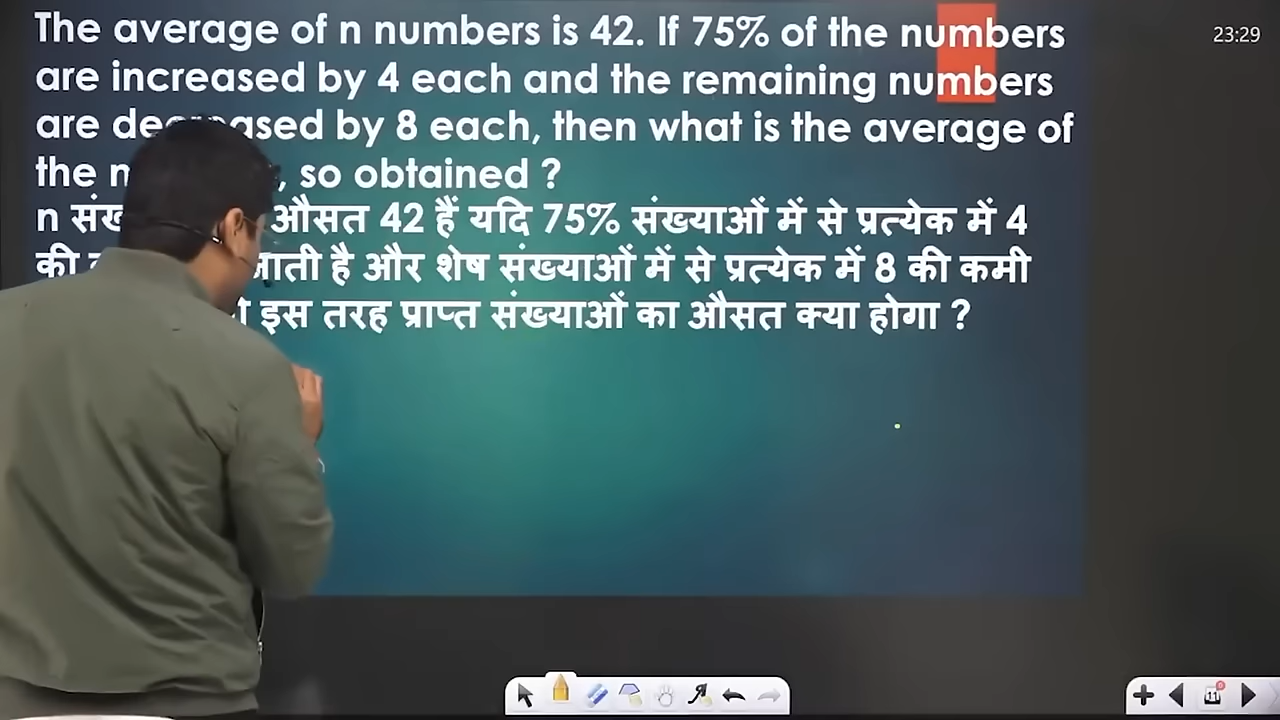 The average of n numbers is 42. If 75% of the numbers
are increased by 4 each and the remaining numbers
are by 8 each, then what is the average of
the , so obtained ?
n औसत 42 हैं यदि 75% संख्याओं में से प्रत्येक में 4
की है और शेष संख्याओं में से प्रत्येक में 8 की कमी
इस तरह प्राप्त संख्याओं का औसत क्या होगा ?
23:29